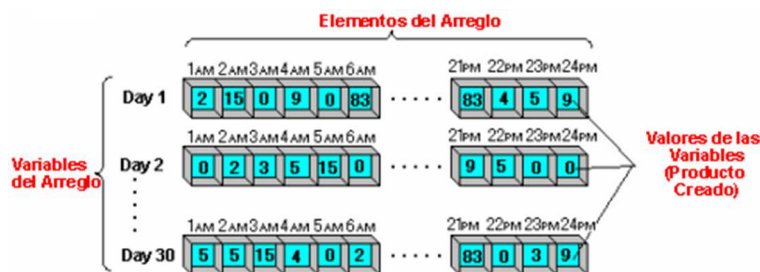 Elementos del Arreglo
1AM 2AM 3AM 4AM 5AM 6AM 21PM 22PM 23PM 24PM
Day 1 2 15 0 9 0 83 ..... 83 4 5 9
1AM 2AM 3AM 4AM 5AM 6AM 21PM 22PM 23PM 24PM
Day 2 0 2 3 5 15 0 ..... 9 5 0 0
1AM 2AM 3AM 4AM 5AM 6AM 21PM 22PM 23PM 24PM
Day 30 5 5 15 4 0 2 ..... 83 0 3 9
Variables
del Arreglo
Valores de las
Variables
(Producto
Creado)